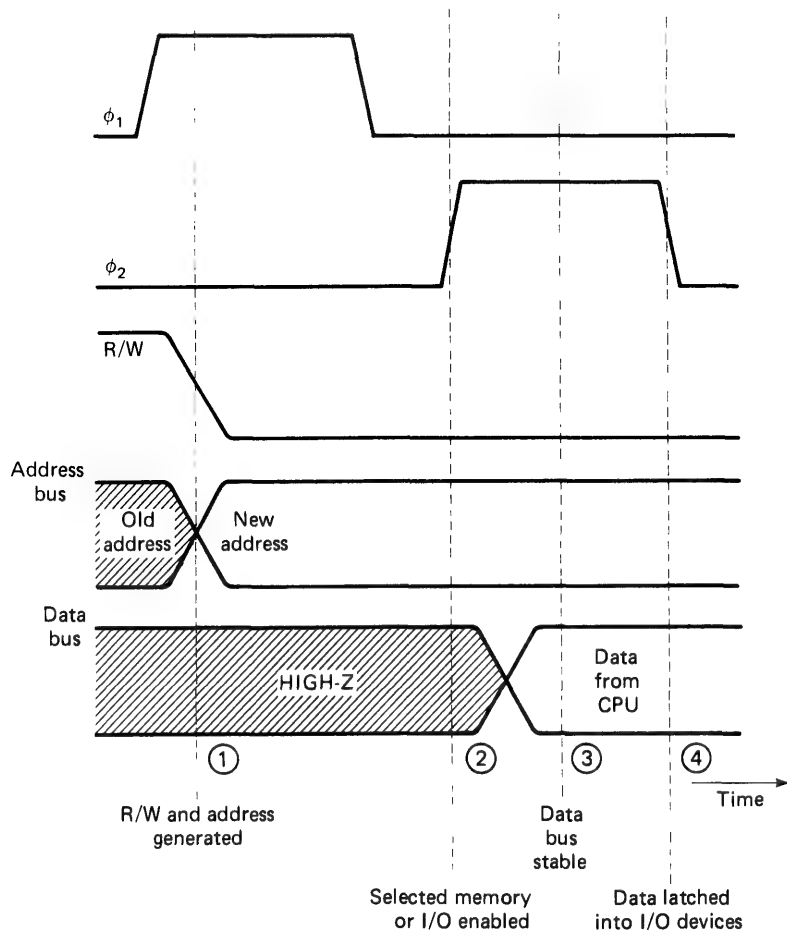 ϕ1
ϕ2
R/W
Address
bus
Old
address
New
address
Data
bus
HIGH-Z
Data
from
CPU
1
2
3
4
Time
R/W and address
generated
Data
bus
stable
Selected memory
or I/O enabled
Data latched
into I/O devices